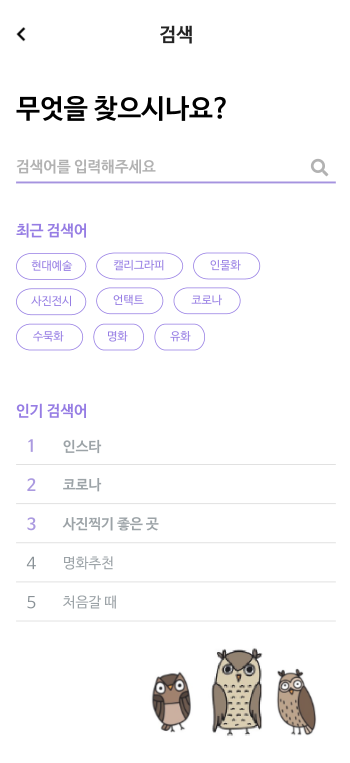 검색
무엇을 찾으시나요?
검색어를 입력해주세요
최근 검색어
현대예술 캘리그라피 인물화
사진전시 언택트 코로나
수묵화 명화 유화
인기 검색어
1 인스타
2 코로나
3 사진찍기 좋은 곳
4 명화추천
5 처음갈 때